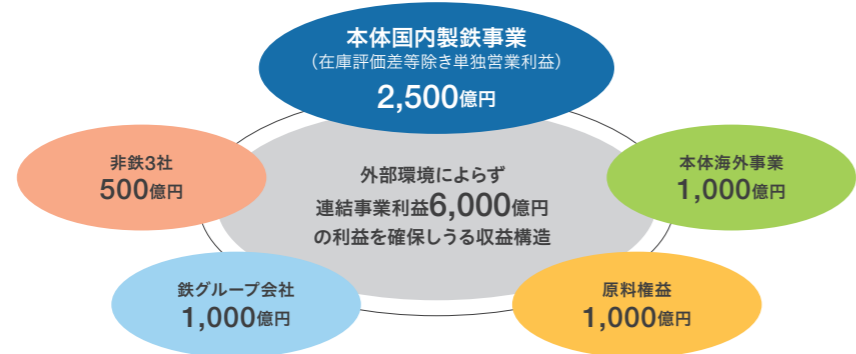 本体国内製鉄事業
(在庫評価差等除き単独営業利益)
2,500億円
非鉄3社
500億円
外部環境によらず
連結事業利益6,000億円
の利益を確保しうる収益構造
本体海外事業
1,000億円
鉄グループ会社
1,000億円
原料権益
1,000億円